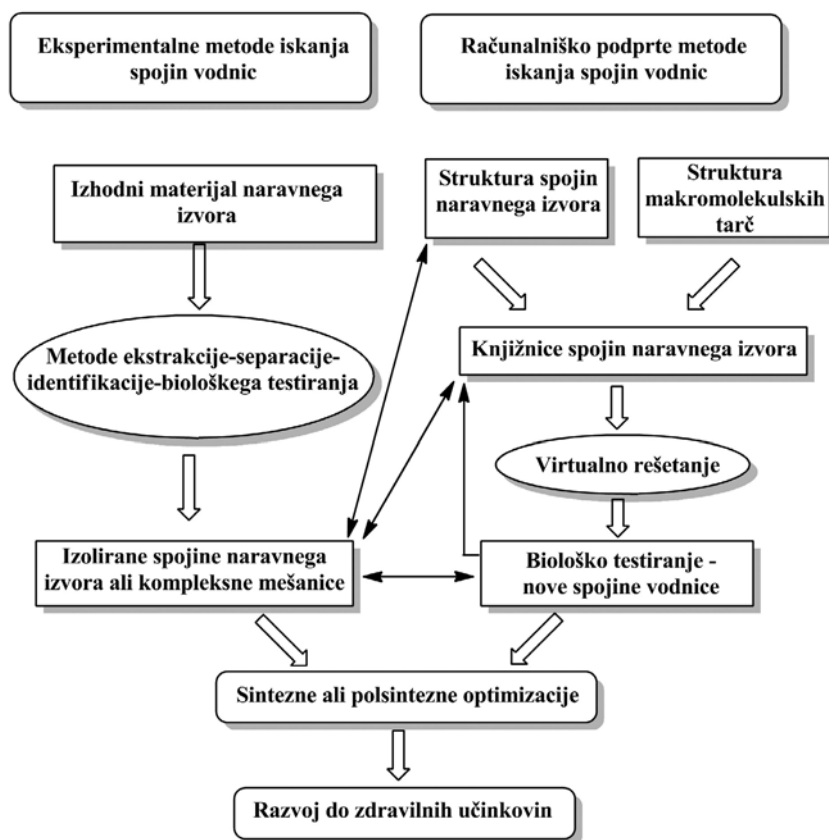 Eksperimentalne metode iskanja
spojin vodnic
Računalniško podprte metode
iskanja spojin vodnic
Izhodni materijal naravnega
izvora
Struktura spojin
naravnega izvora
Struktura
makromolekulskih
tarč
Metode ekstrakcije-separacije-
identifikacije-biološkega testiranja
Knjižnice spojin naravnega izvora
Virtualno rešetanje
Izolirane spojine naravnega
izvora ali kompleksne mešanice
Biološko testiranje -
nove spojine vodnice
Sintezne ali polsintezne optimizacije
Razvoj do zdravilnih učinkovin